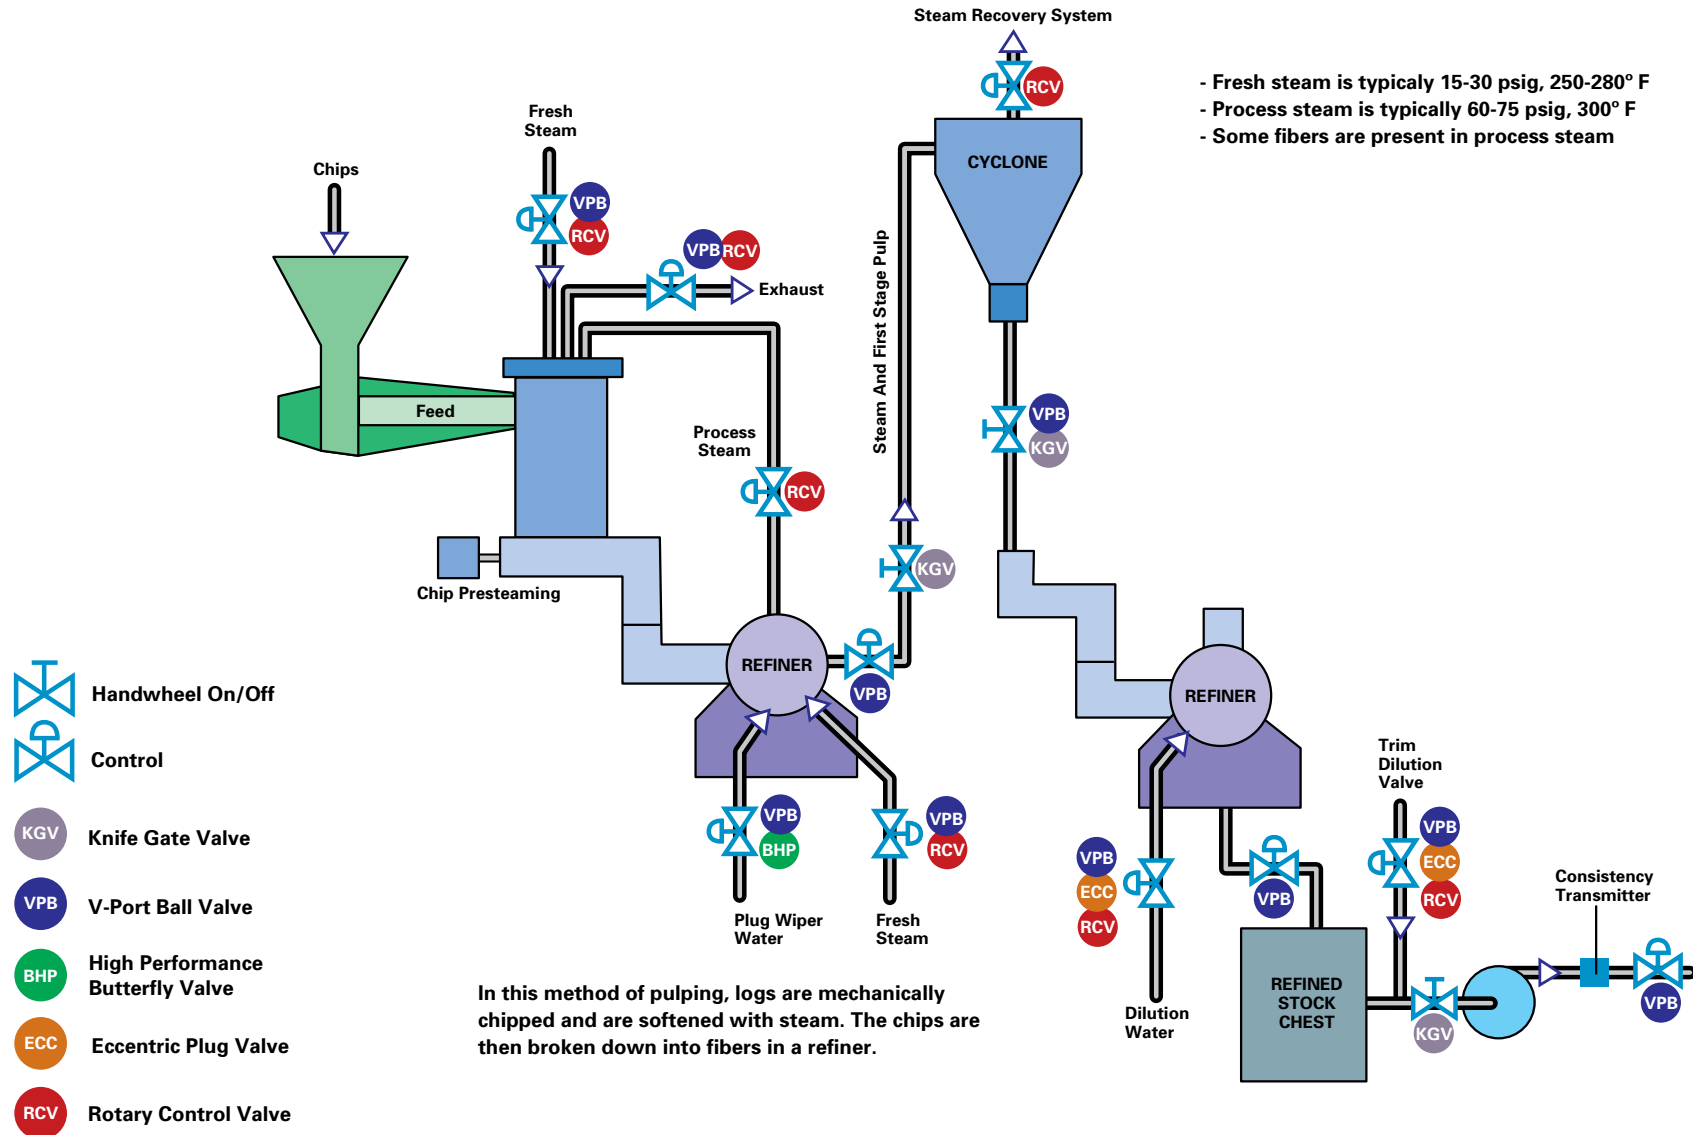 Steam Recovery System
RCV
- Fresh steam is typicaly 15-30 psig, 250-280º F
- Process steam is typically 60-75 psig, 300º F
- Some fibers are present in process steam
Fresh
Steam
VPB
RCV
Chips
CYCLONE
VPB
RCV
Exhaust
Steam And First Stage Pulp
Feed
Process
Steam
RCV
VPB
KGV
KGV
Chip Presteaming
REFINER
VPB
REFINER
Handwheel On/Off
Control
KGV
Knife Gate Valve
VPB
V-Port Ball Valve
BHP
High Performance
Butterfly Valve
ECC
Eccentric Plug Valve
RCV
Rotary Control Valve
VPB
BHP
Plug Wiper
Water
VPB
RCV
Fresh
Steam
VPB
ECC
RCV
Dilution
Water
VPB
Trim
Dilution
Valve
VPB
ECC
RCV
Consistency
Transmitter
REFINED
STOCK
CHEST
KGV
VPB
In this method of pulping, logs are mechanically
chipped and are softened with steam. The chips are
then broken down into fibers in a refiner.